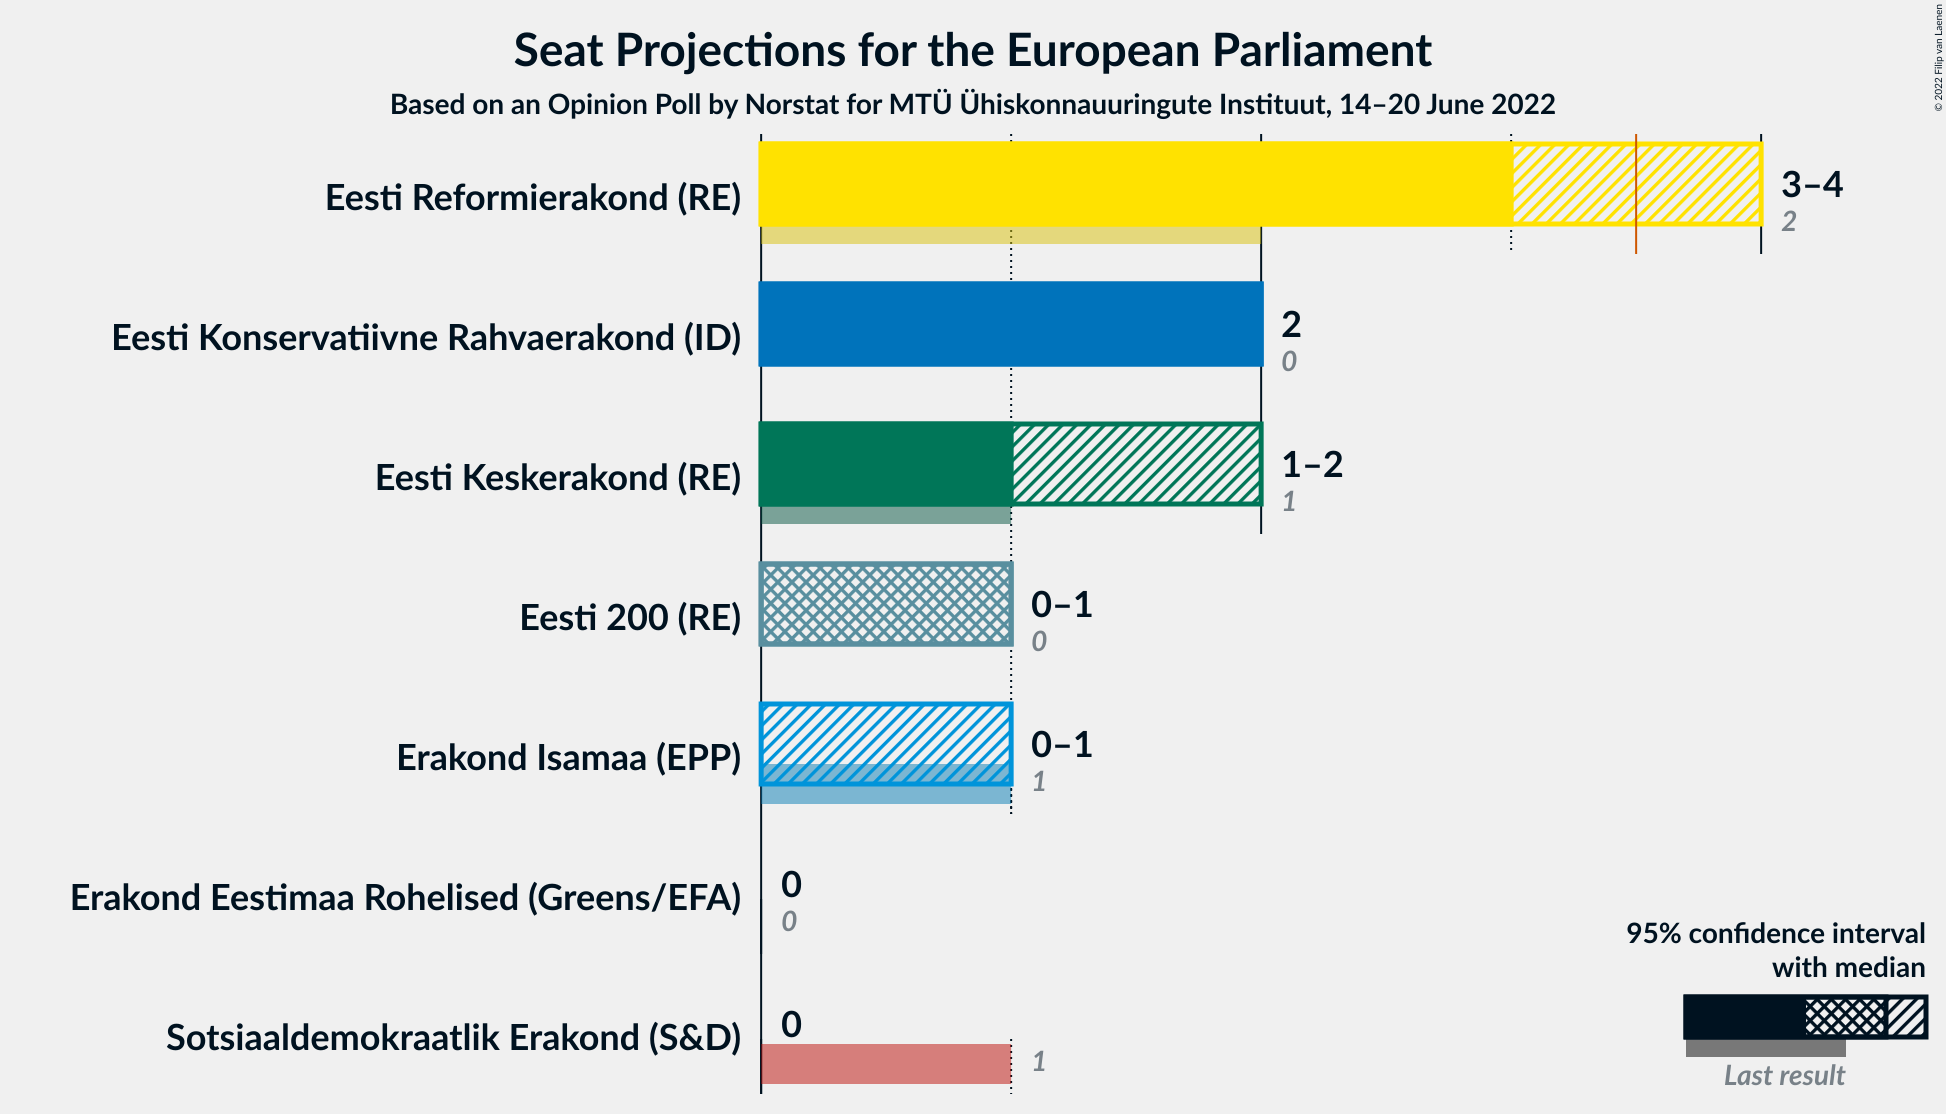 Seat Projections for the European Parliament
Based on an Opinion Poll by Norstat for MTÜ Ühiskonnauuringute Instituut, 14–20 June 2022
© 2022 Filip van Laenen
Eesti Reformierakond (RE)
3–4
2
Eesti Konservatiivne Rahvaerakond (ID)
2
0
Eesti Keskerakond (RE)
1–2
1
Eesti 200 (RE)
0–1
0
Erakond Isamaa (EPP)
0–1
1
Erakond Eestimaa Rohelised (Greens/EFA)
0
0
Sotsiaaldemokraatlik Erakond (S&D)
0
1
95% confidence interval
with median
Last result